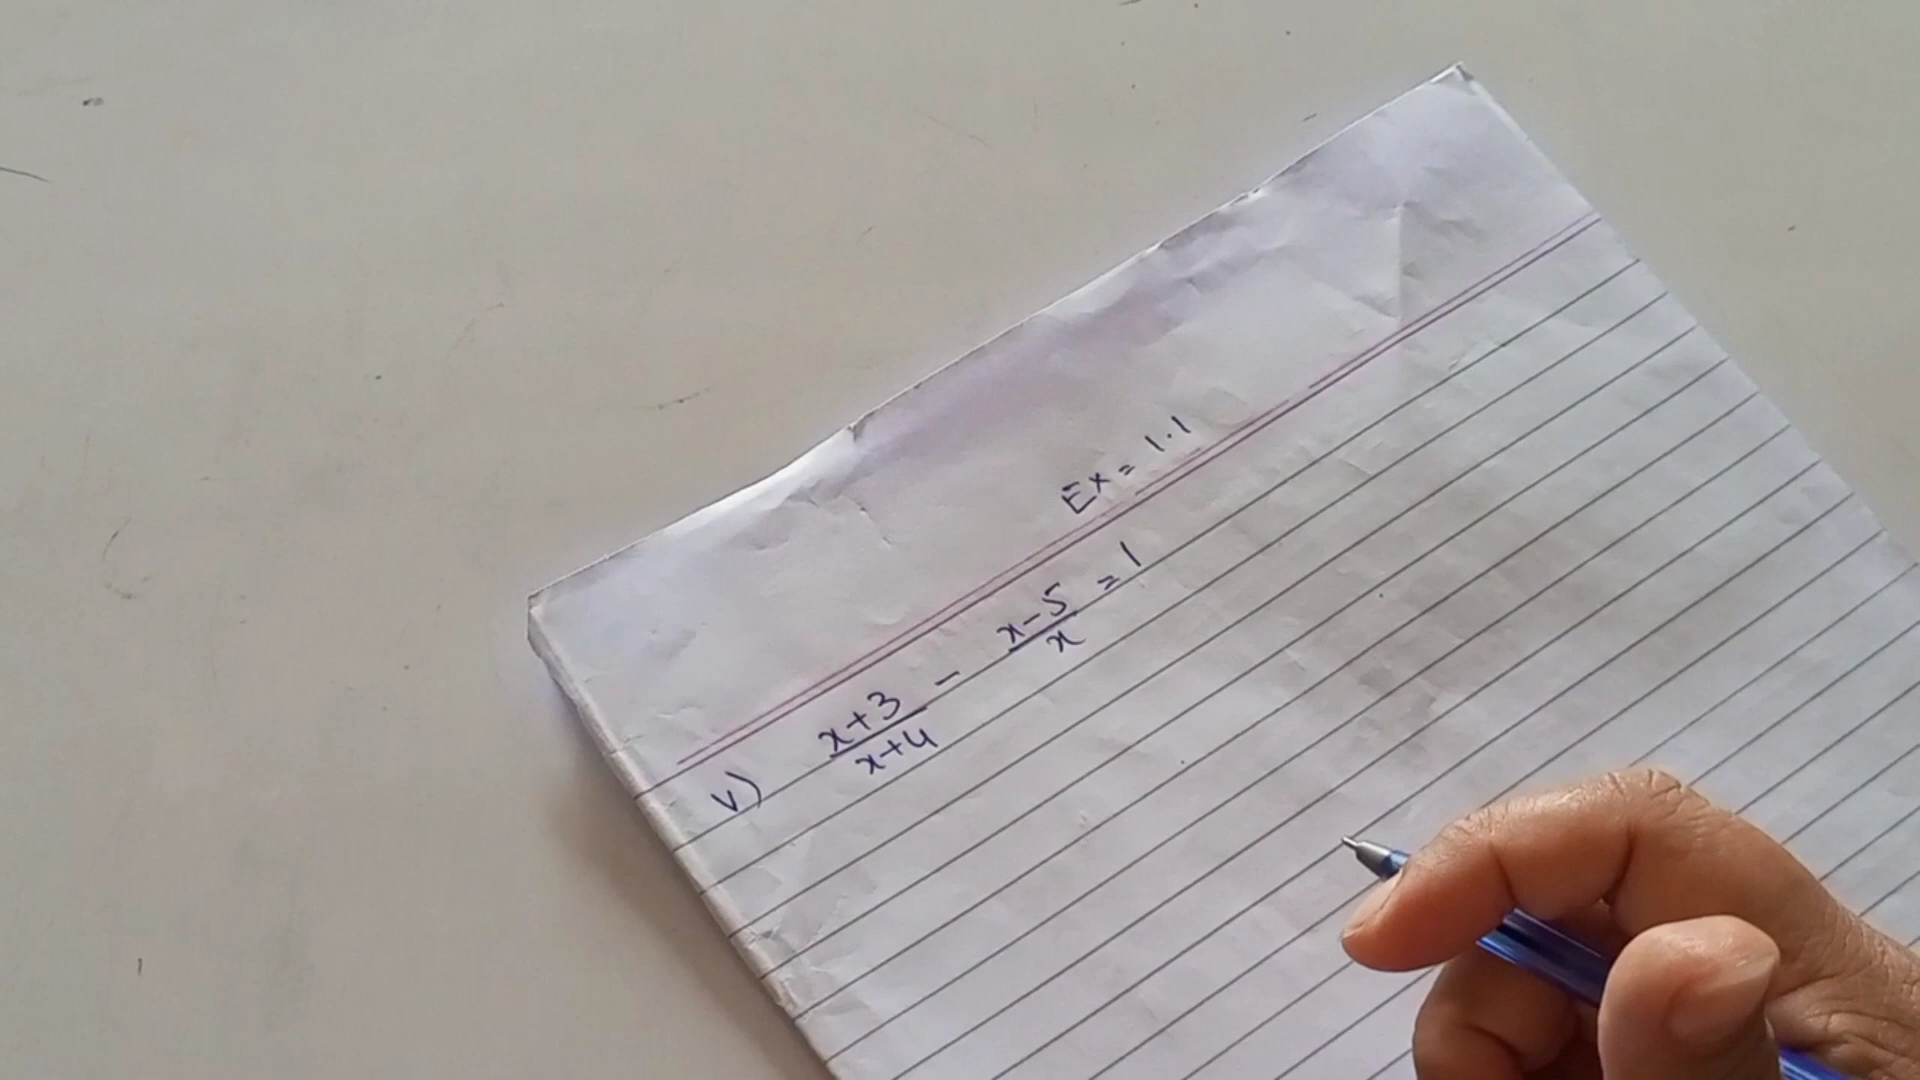 Ex = 1.1
v) x+3/x+4 - x-5/x = 1